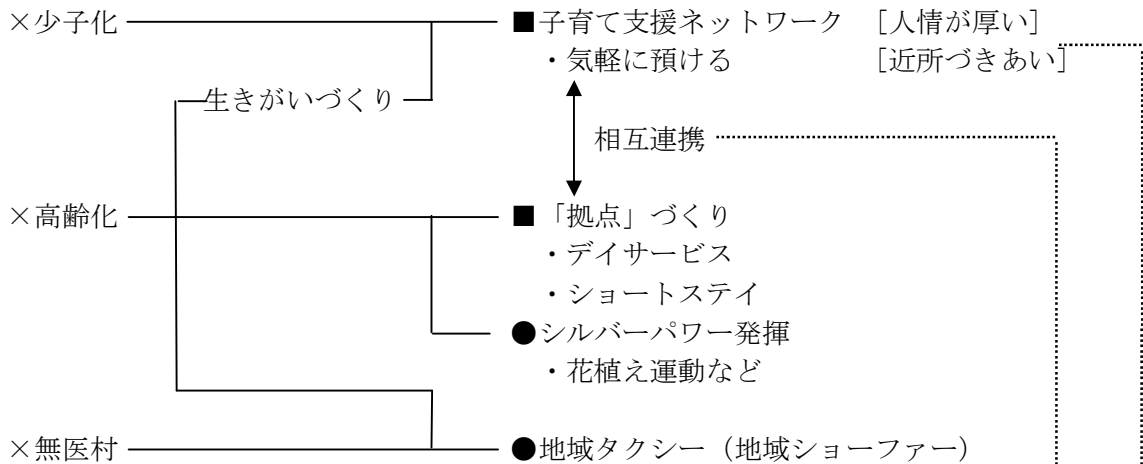 ×少子化 ■子育て支援ネットワーク [人情が厚い]
・気軽に預ける [近所づきあい]
生きがいづくり
相互連携
×高齢化 ■「拠点」づくり
・デイサービス
・ショートステイ
●シルバーパワー発揮
・花植え運動など
×無医村 ●地域タクシー(地域ショーファー)